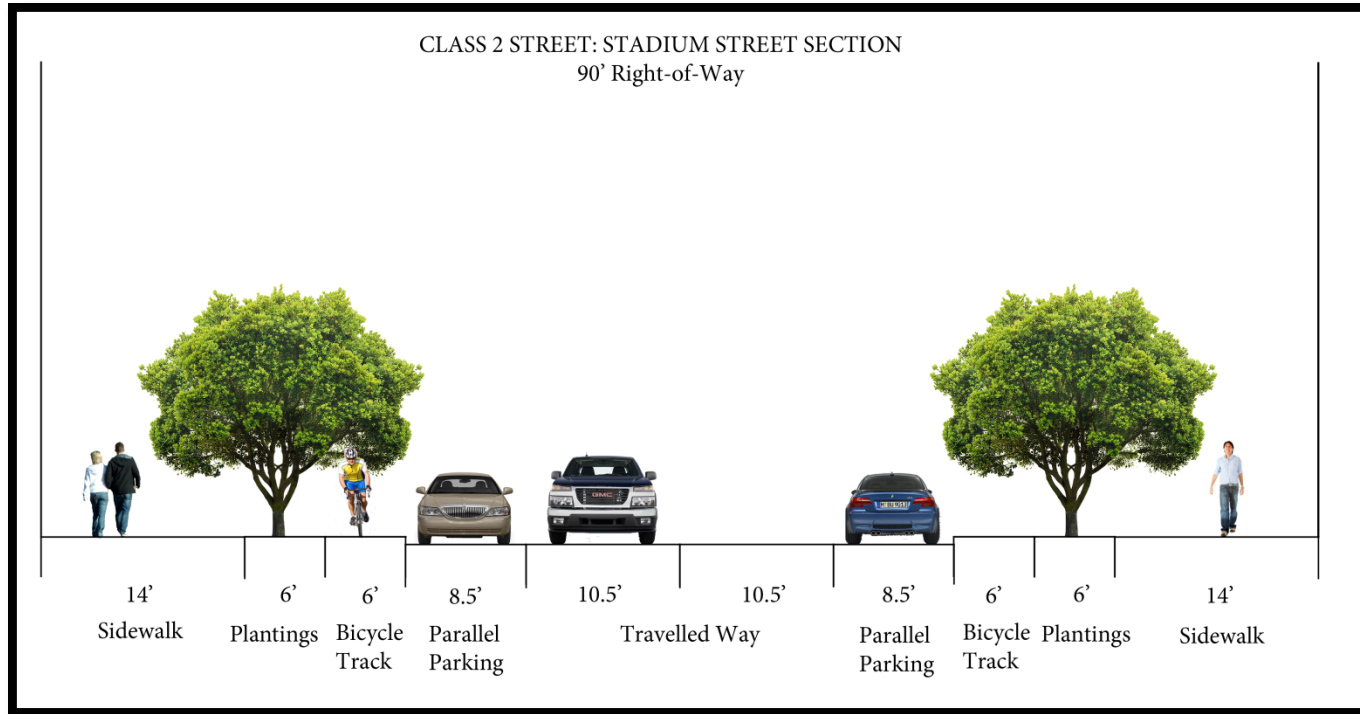 CLASS 2 STREET: STADIUM STREET SECTION
90’ Right-of-Way
GMC
14’ 6’ 6’ 8.5’ 10.5’ 10.5’ 8.5’ 6’ 6’ 14’
Sidewalk Plantings Bicycle Parallel Travelled Way Parallel Bicycle Plantings Sidewalk
Track Parking Parking Track